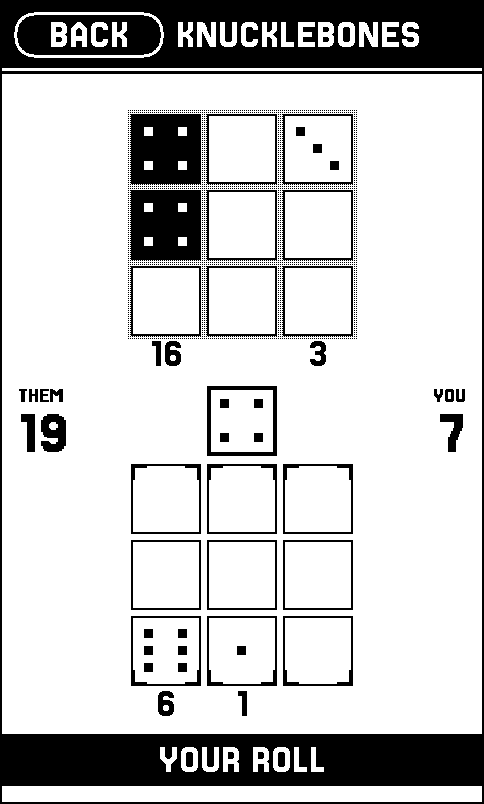 BACK KNUCKLEBONES
16 3
THEM YOU
19 7
6 1
YOUR ROLL